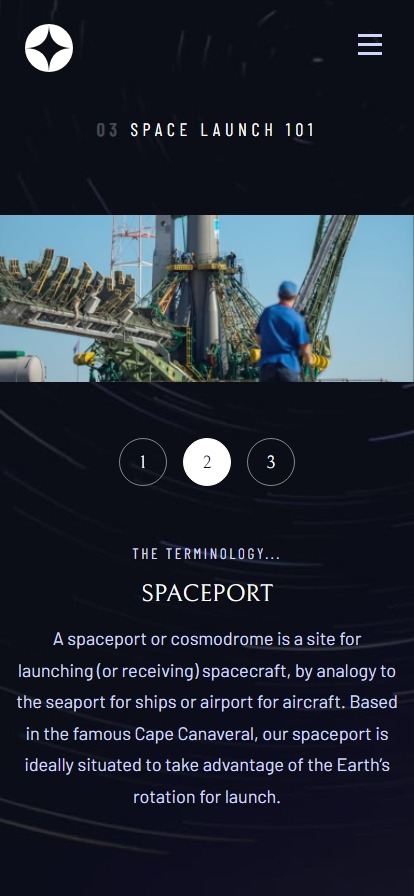 03 SPACE LAUNCH 101
1 2 3
THE TERMINOLOGY...
SPACEPORT
A spaceport or cosmodrome is a site for
launching (or receiving) spacecraft, by analogy to
the seaport for ships or airport for aircraft. Based
in the famous Cape Canaveral, our spaceport is
ideally situated to take advantage of the Earth’s
rotation for launch.